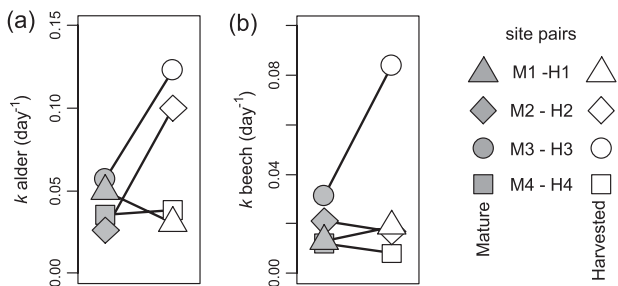 (a)
k alder (day⁻¹)
0.15
0.10
0.05
0.00
(b)
k beech (day⁻¹)
0.08
0.04
0.00
site pairs
M1 -H1
M2 - H2
M3 - H3
M4 - H4
Mature
Harvested